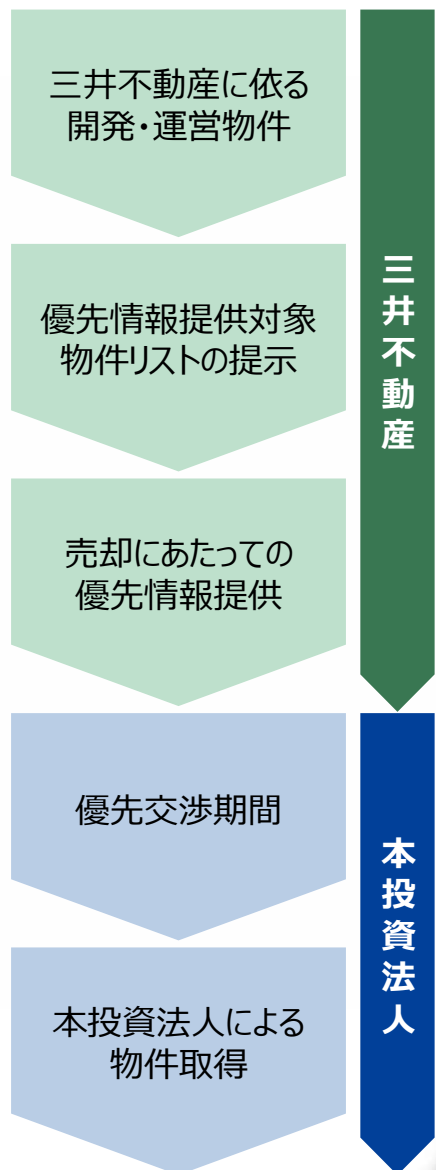 三井不動産に依る
開発・運営物件
優先情報提供対象
物件リストの提示
売却にあたっての
優先情報提供
三井不動産
優先交渉期間
本投資法人による
物件取得
本投資法人